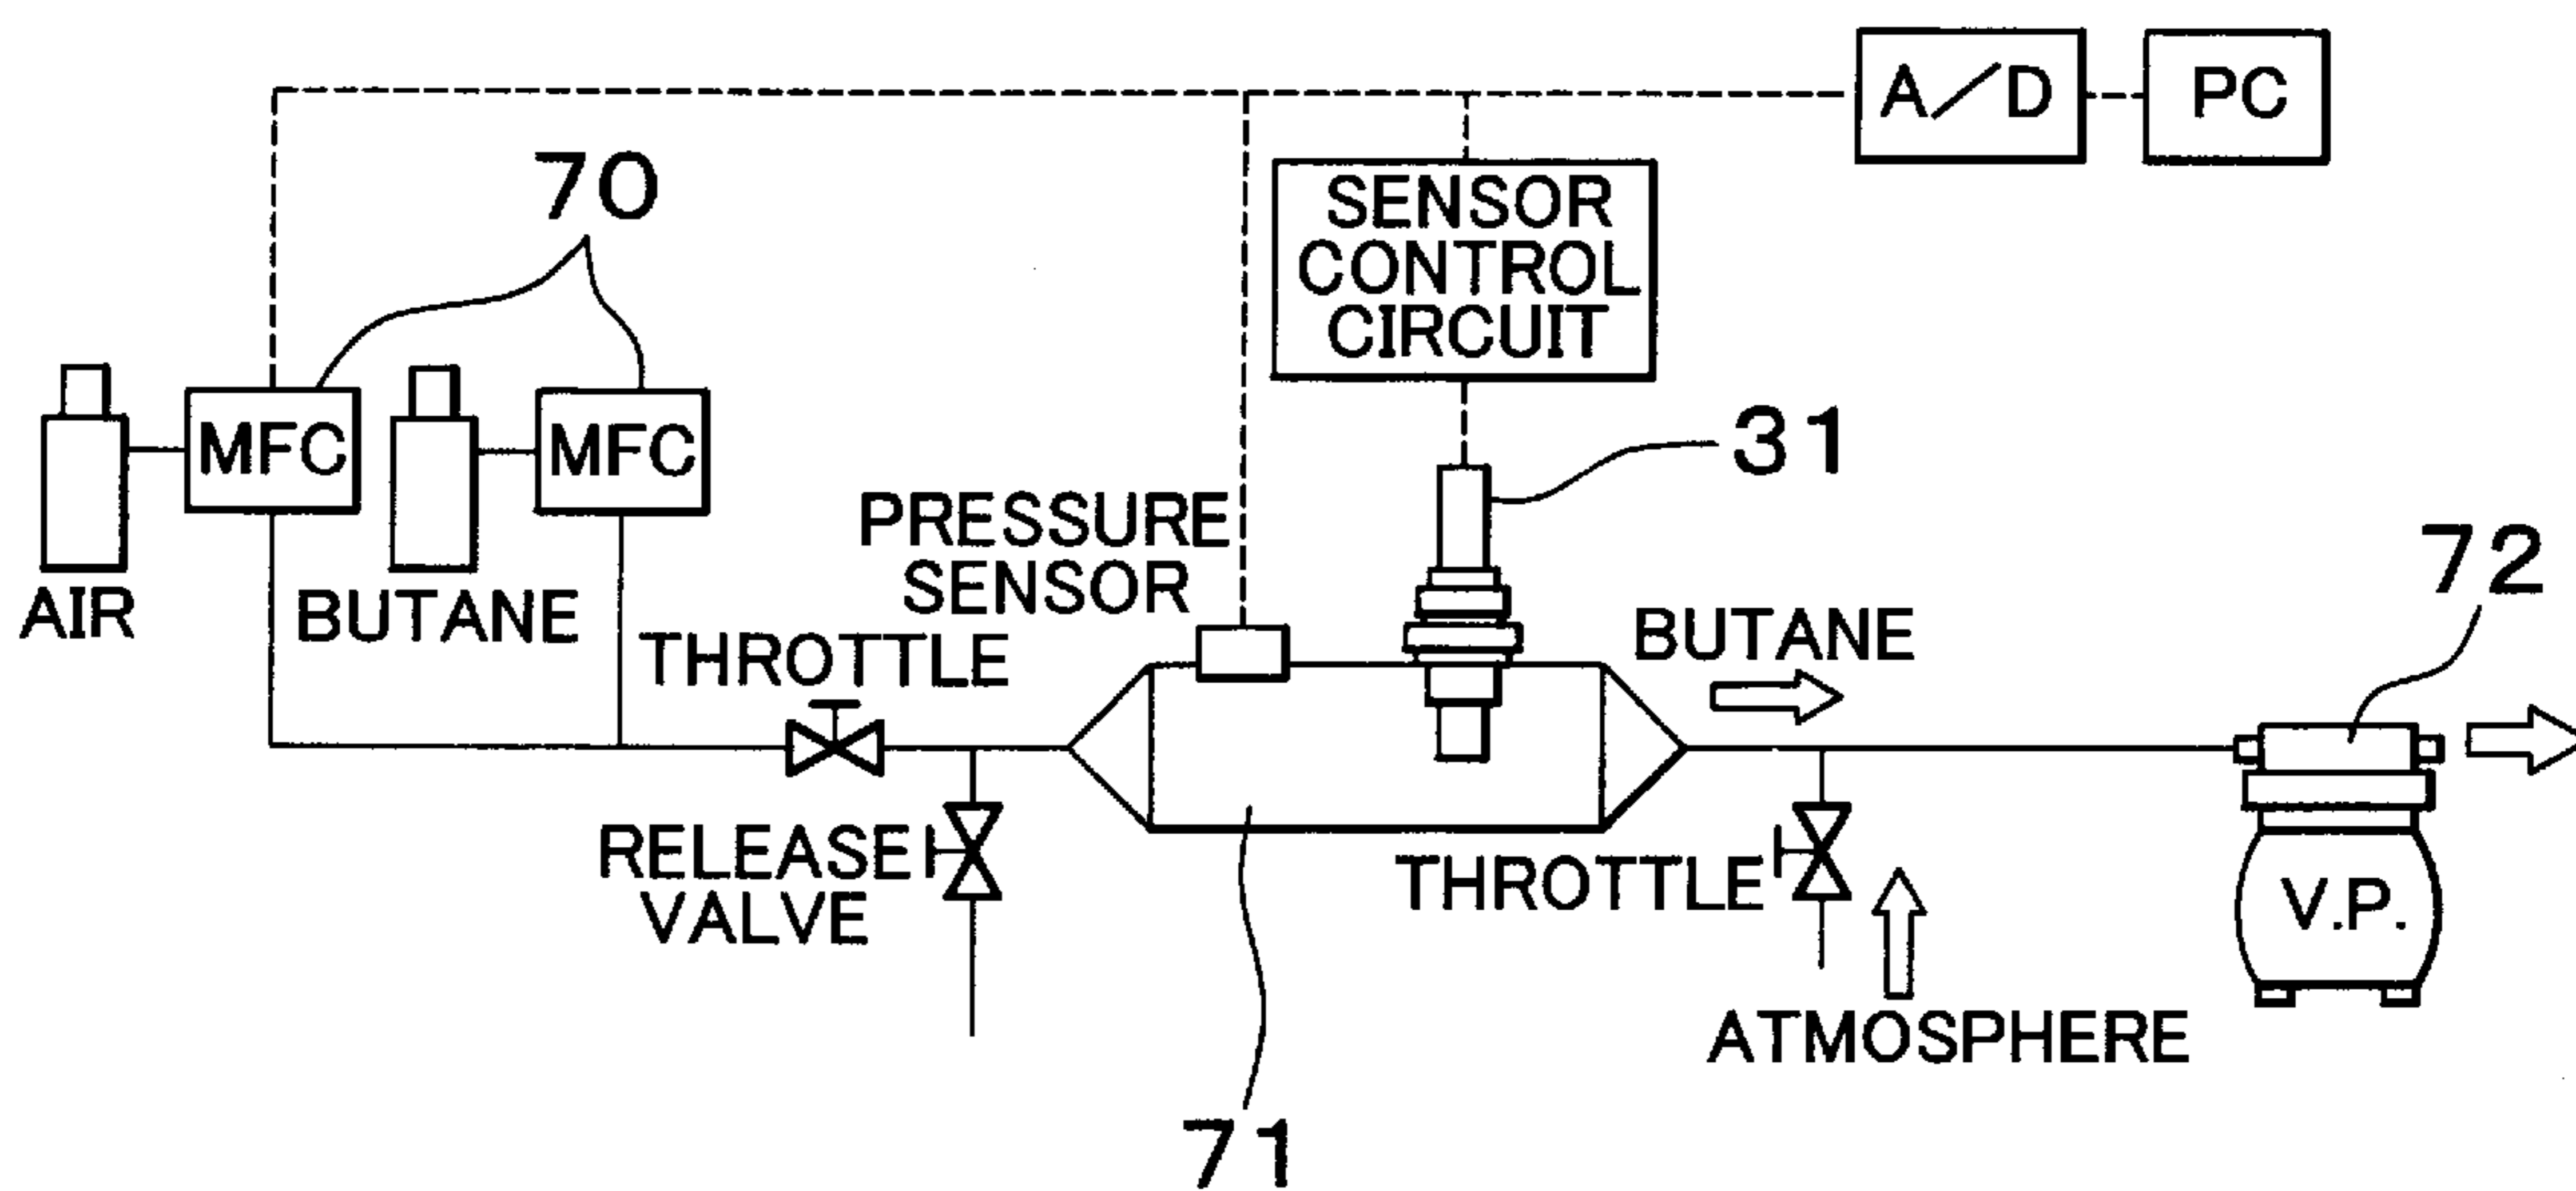 A/D
PC
70
SENSOR
CONTROL
CIRCUIT
MFC
MFC
31
AIR
BUTANE
PRESSURE
SENSOR
THROTTLE
BUTANE
72
RELEASE
VALVE
THROTTLE
V.P.
ATMOSPHERE
71